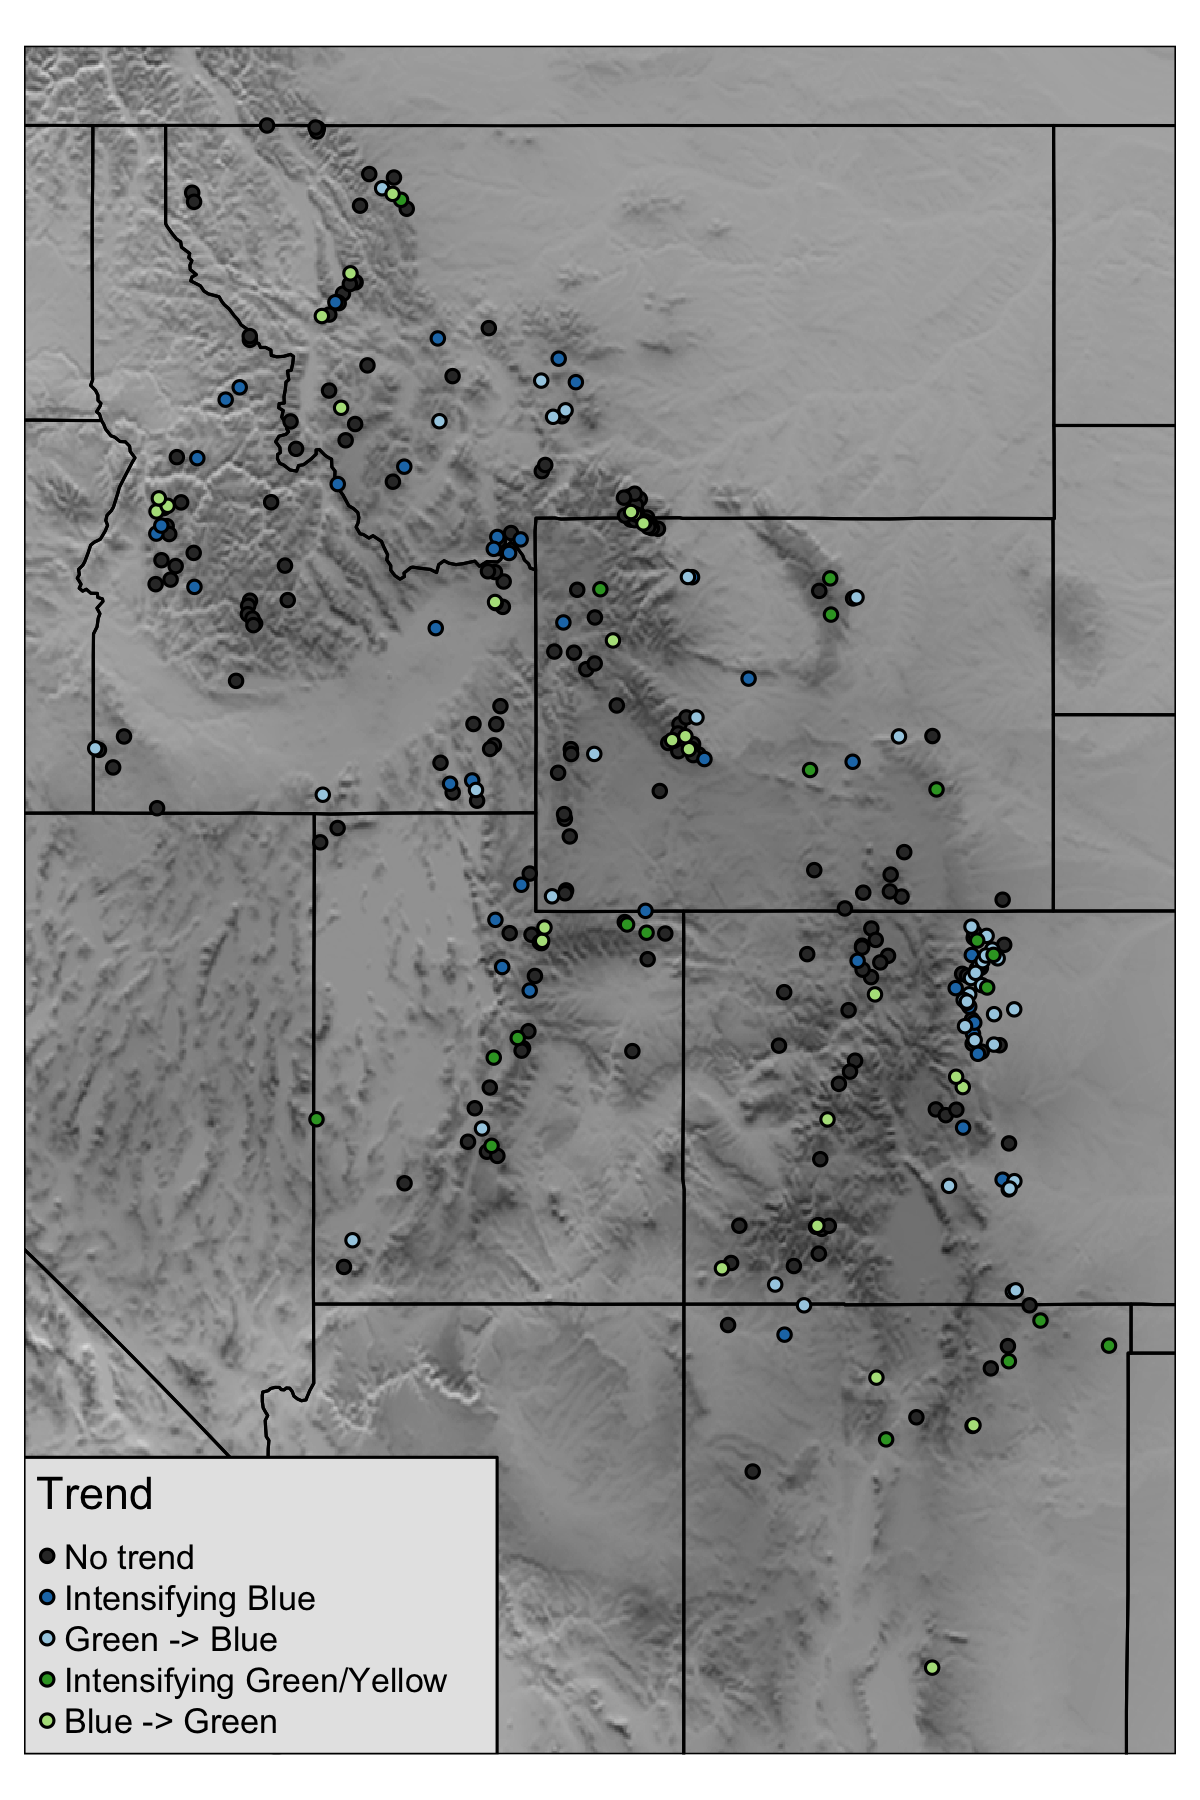 Trend
No trend
Intensifying Blue
Green -> Blue
Intensifying Green/Yellow
Blue -> Green